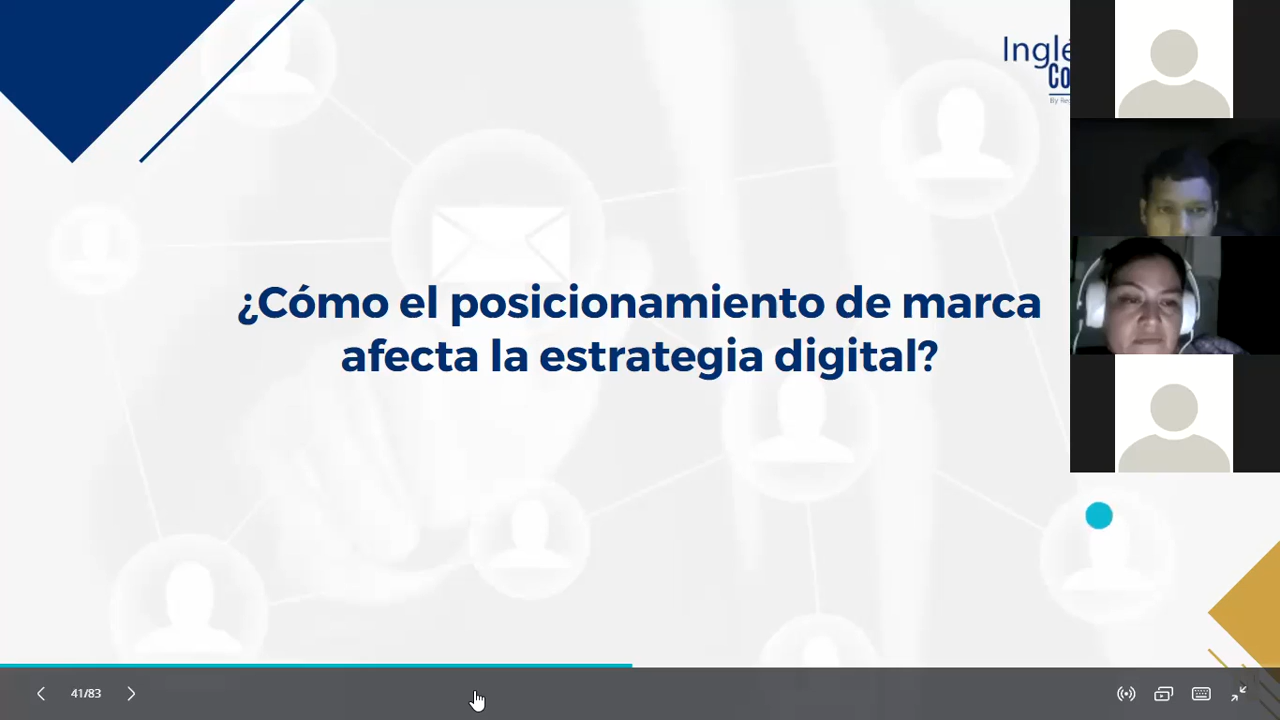 ¿Cómo el posicionamiento de marca
afecta la estrategia digital?
41/83